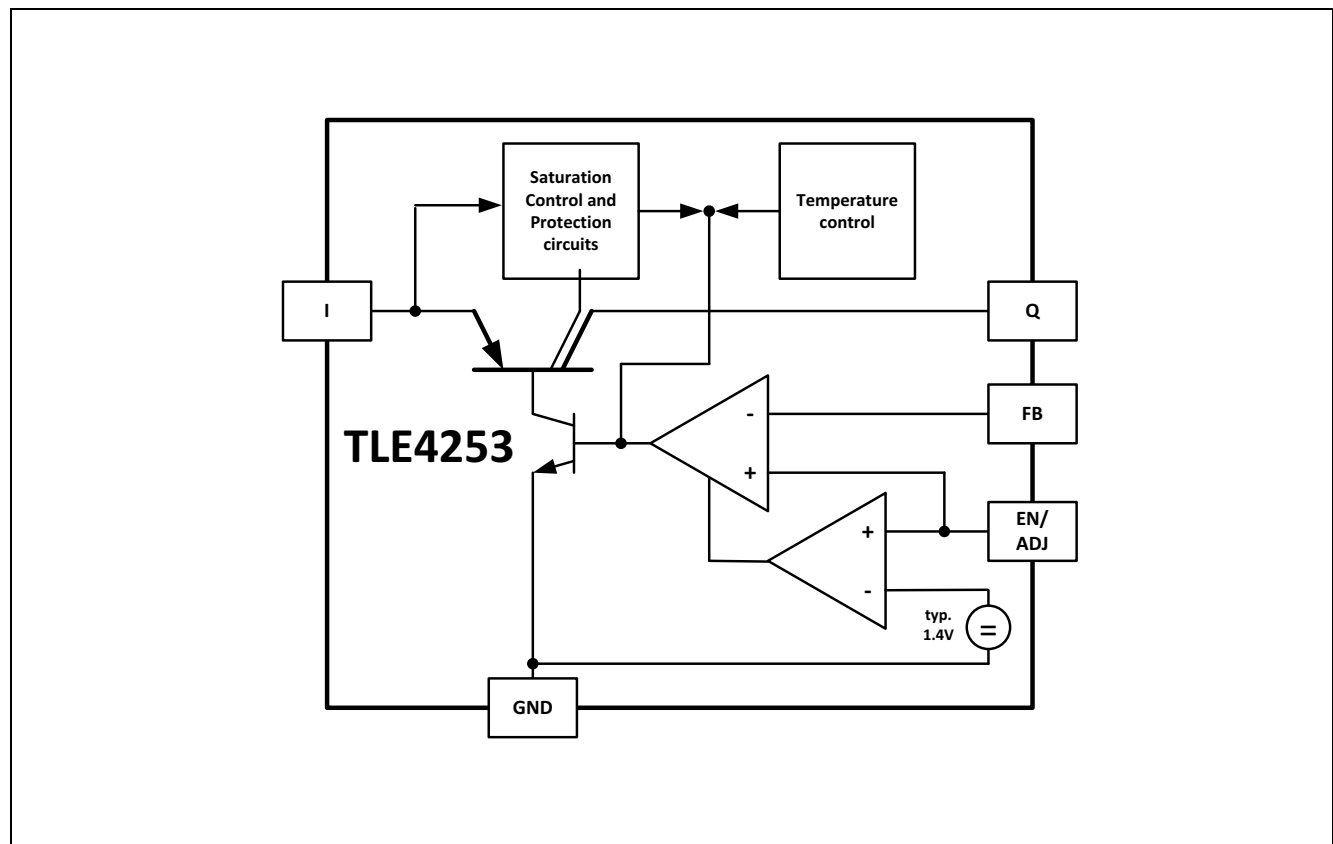 Saturation
Control and
Protection
circuits
Temperature
control
I
Q
FB
TLE4253
-
+
EN/
ADJ
+
-
typ.
1.4V
=
GND